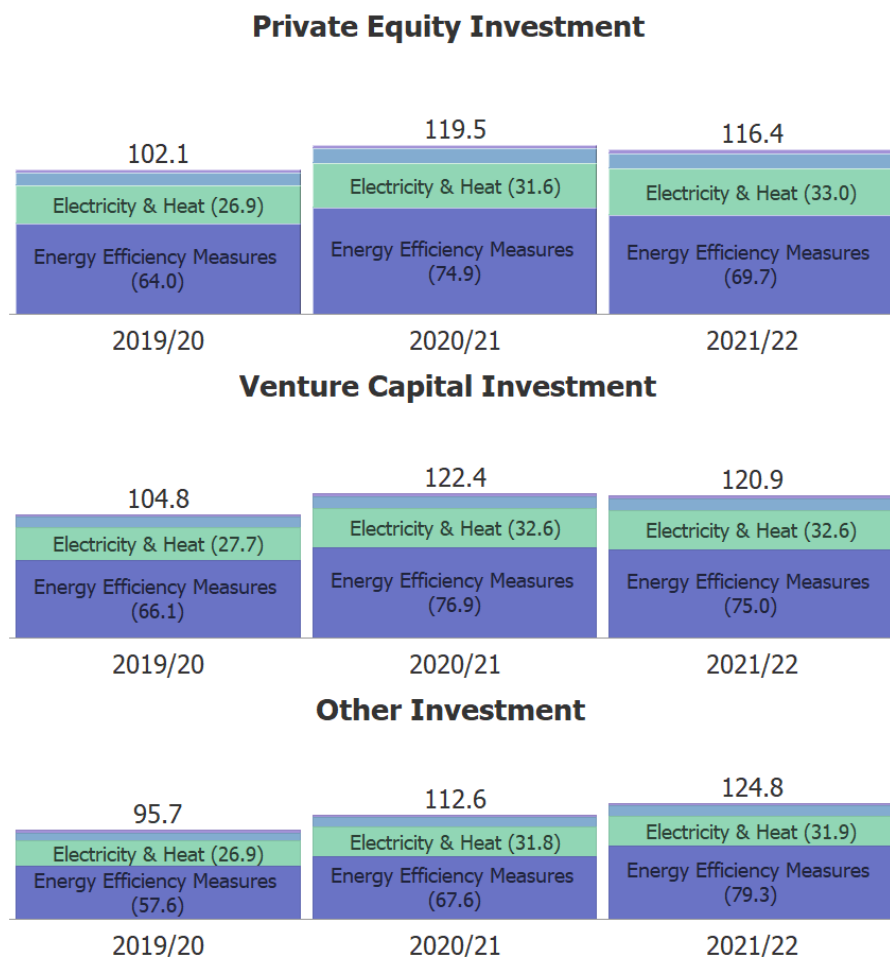 Private Equity Investment
102.1
119.5
116.4
Electricity & Heat (26.9)
Electricity & Heat (31.6)
Electricity & Heat (33.0)
Energy Efficiency Measures
(64.0)
Energy Efficiency Measures
(74.9)
Energy Efficiency Measures
(69.7)
2019/20
2020/21
2021/22
Venture Capital Investment
104.8
122.4
120.9
Electricity & Heat (27.7)
Electricity & Heat (32.6)
Electricity & Heat (32.6)
Energy Efficiency Measures
(66.1)
Energy Efficiency Measures
(76.9)
Energy Efficiency Measures
(75.0)
2019/20
2020/21
2021/22
Other Investment
95.7
112.6
124.8
Electricity & Heat (26.9)
Electricity & Heat (31.8)
Electricity & Heat (31.9)
Energy Efficiency Measures
(57.6)
Energy Efficiency Measures
(67.6)
Energy Efficiency Measures
(79.3)
2019/20
2020/21
2021/22